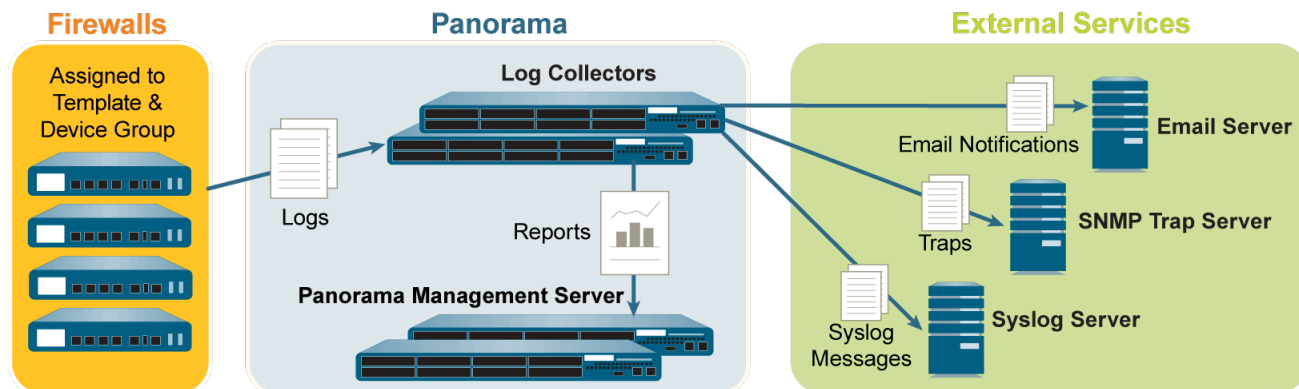 Firewalls
Assigned to
Template &
Device Group
Panorama
Log Collectors
Logs
Reports
Panorama Management Server
External Services
Email Notifications
Email Server
Traps
SNMP Trap Server
Syslog
Messages
Syslog Server